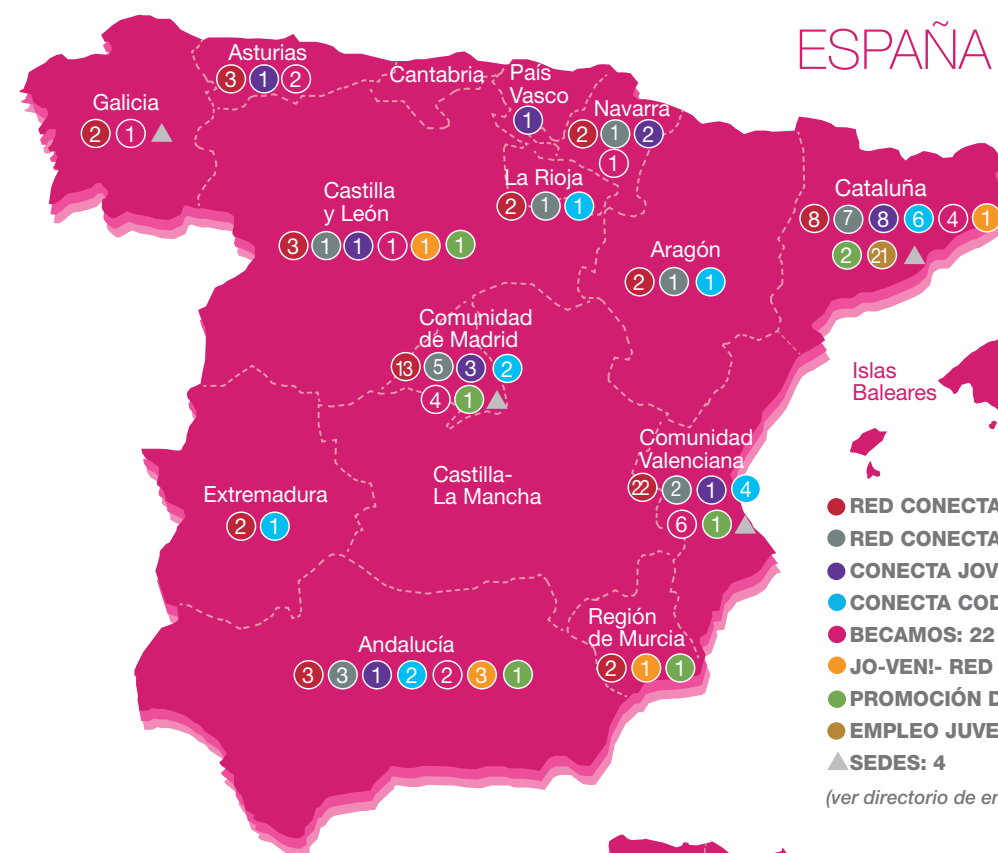 ESPAÑA
Asturias
3 1 2
Cantabria
País
Vasco
1
Navarra
2 1 2
1
Galicia
2 1
La Rioja
2 1 1
Castilla
y León
3 1 1 1 1 1
Cataluña
8 7 8 6 4 1
2 21
Aragón
2 1 1
Comunidad
de Madrid
13 5 3 2
4 1
Islas
Baleares
Comunidad
Valenciana
22 2 1 4
6 1
Castilla-
La Mancha
Extremadura
2 1
Región
de Murcia
2 1 1
Andalucía
3 3 1 2 2 3 1
RED CONECTA
RED CONECTA
CONECTA JOV
CONECTA COD
BECAMOS: 22
JO-VEN!- RED
PROMOCIÓN D
EMPLEO JUVE
SEDES: 4
(ver directorio de en